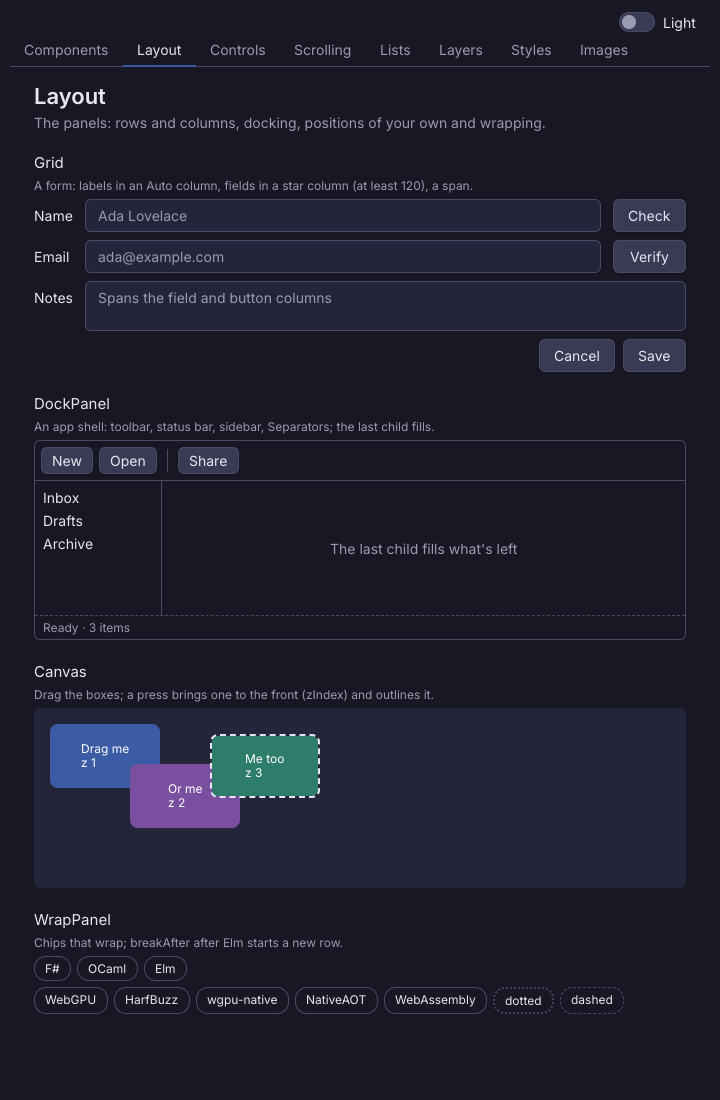 Light
Components Layout Controls Scrolling Lists Layers Styles Images
Layout
The panels: rows and columns, docking, positions of your own and wrapping.
Grid
A form: labels in an Auto column, fields in a star column (at least 120), a span.
Name Ada Lovelace Check
Email ada@example.com Verify
Notes Spans the field and button columns
Cancel Save
DockPanel
An app shell: toolbar, status bar, sidebar, Separators; the last child fills.
New Open Share
Inbox
Drafts
Archive
The last child fills what's left
Ready · 3 items
Canvas
Drag the boxes; a press brings one to the front (zIndex) and outlines it.
Drag me
z 1
Or me
z 2
Me too
z 3
WrapPanel
Chips that wrap; breakAfter after Elm starts a new row.
F# OCaml Elm
WebGPU HarfBuzz wgpu-native NativeAOT WebAssembly dotted dashed